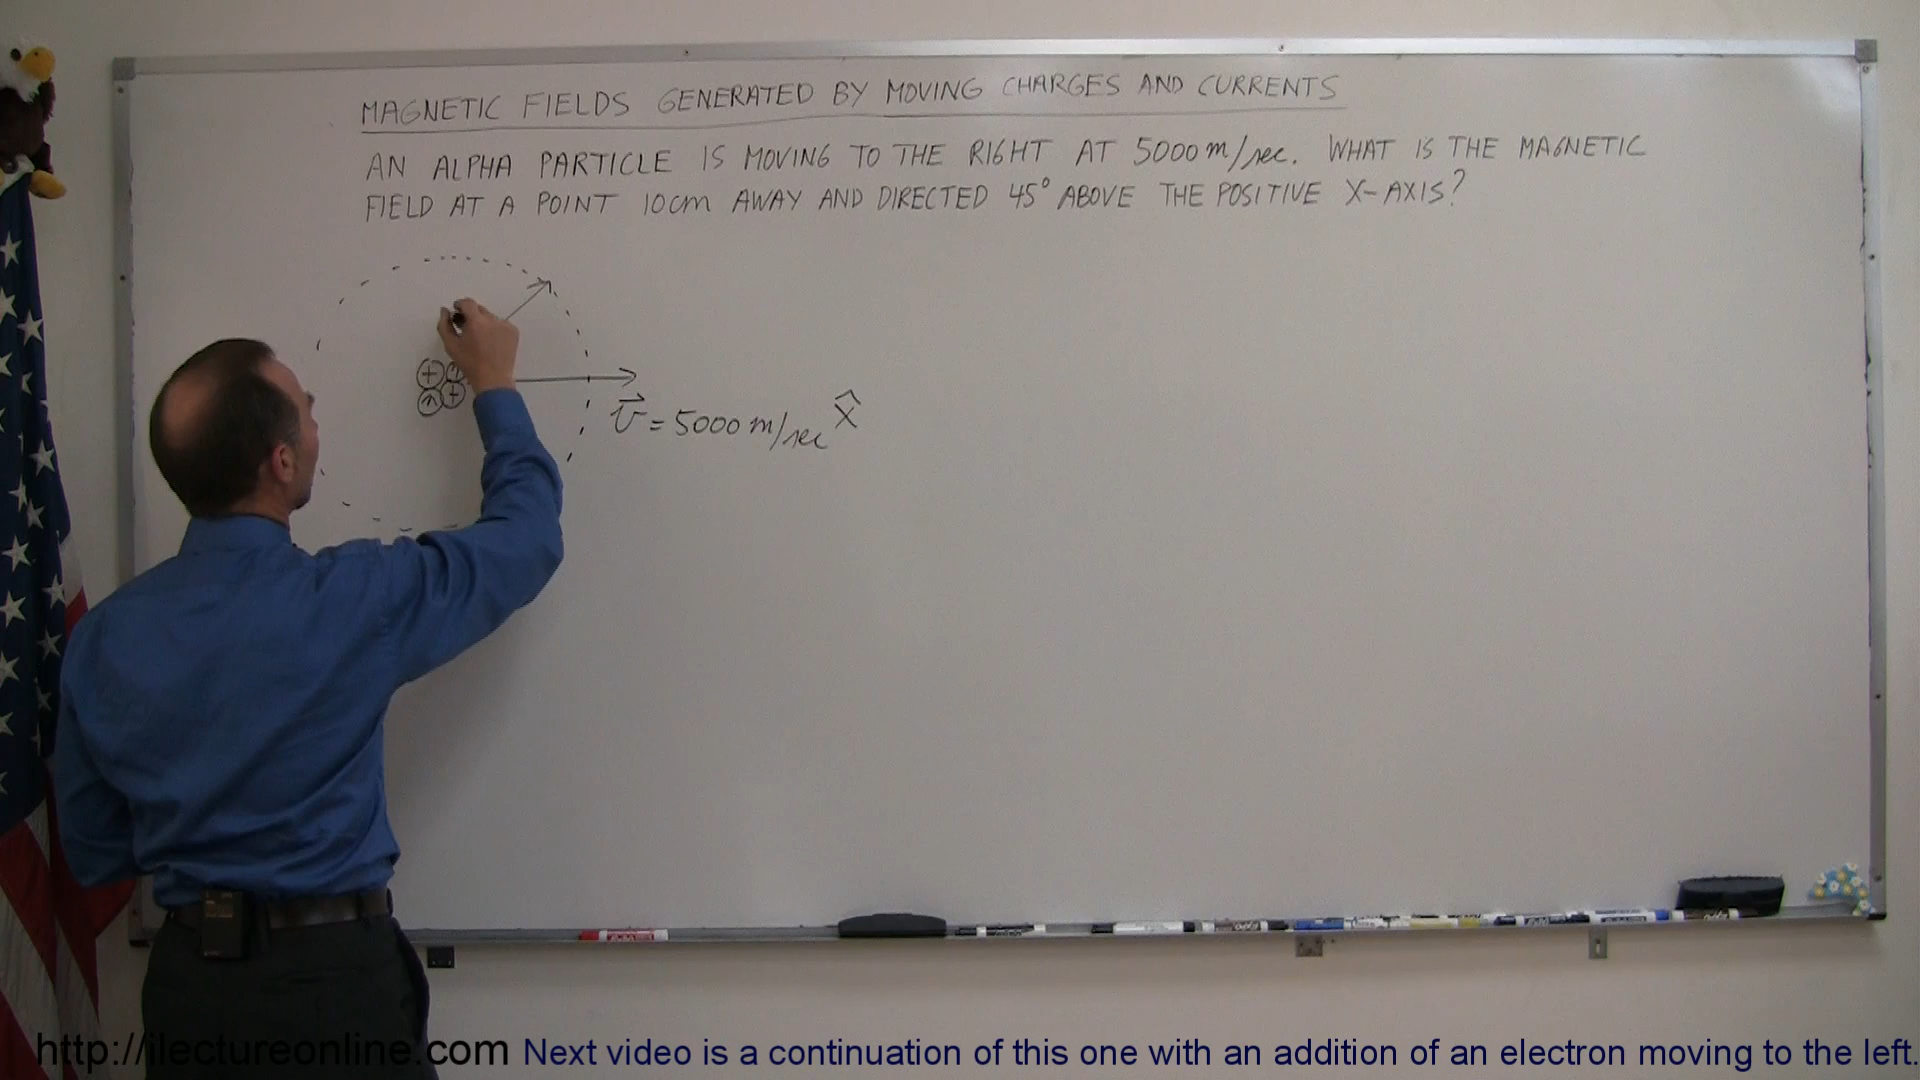 MAGNETIC FIELDS GENERATED BY MOVING CHARGES AND CURRENTS
AN ALPHA PARTICLE IS MOVING TO THE RIGHT AT 5000 m/sec. WHAT IS THE MAGNETIC
FIELD AT A POINT 10cm AWAY AND DIRECTED 45° ABOVE THE POSITIVE X-AXIS?
+
+
v⃗ = 5000 m/sec x̂
http://ilectureonline.com Next video is a continuation of this one with an addition of an electron moving to the left.